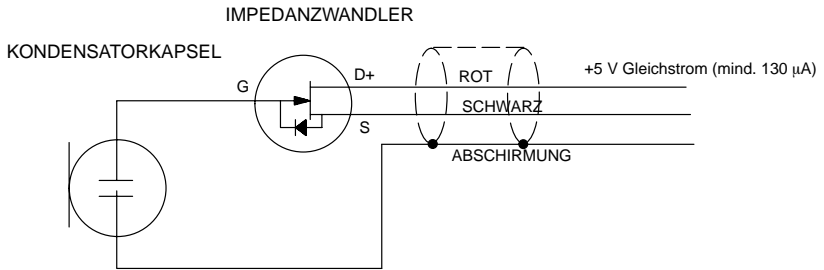 IMPEDANZWANDLER
KONDENSATORKAPSEL
G
D+
ROT
+5 V Gleichstrom (mind. 130 µA)
SCHWARZ
S
ABSCHIRMUNG